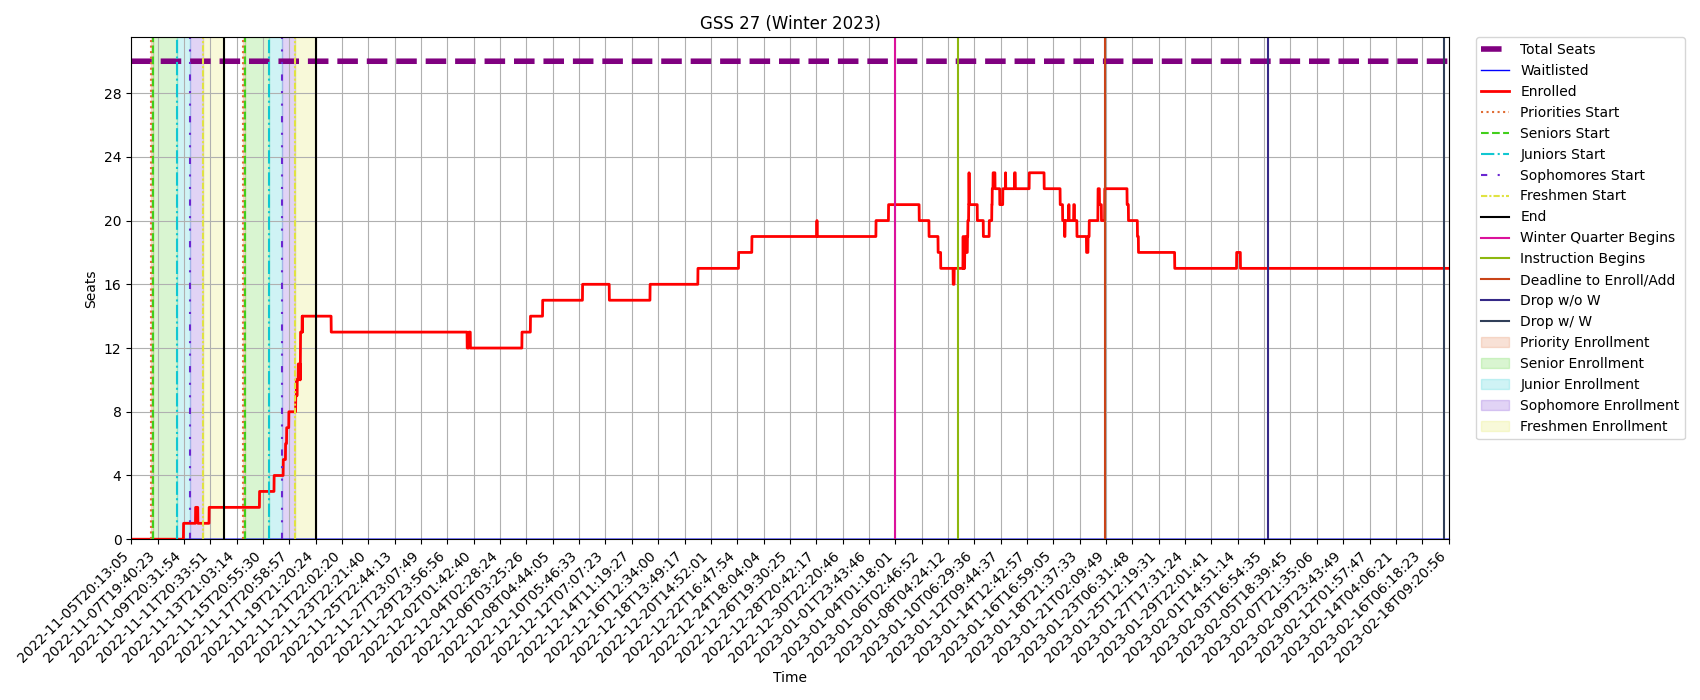 GSS 27 (Winter 2023)
28
24
20
16
12
8
4
0
Seats
2022-11-05T20:13:05
2022-11-07T19:40:23
2022-11-09T20:31:54
2022-11-11T20:33:51
2022-11-13T21:03:14
2022-11-15T20:55:30
2022-11-17T20:58:57
2022-11-19T21:20:24
2022-11-21T22:02:20
2022-11-23T22:21:40
2022-11-25T22:44:13
2022-11-27T23:07:49
2022-11-29T23:56:56
2022-12-02T01:42:40
2022-12-04T02:28:24
2022-12-06T03:25:26
2022-12-08T04:44:05
2022-12-10T05:46:33
2022-12-12T07:07:23
2022-12-14T11:19:27
2022-12-16T12:34:00
2022-12-18T13:49:17
2022-12-20T14:52:01
2022-12-22T16:47:54
2022-12-24T18:04:04
2022-12-26T19:30:25
2022-12-28T20:42:17
2022-12-30T22:20:46
2023-01-01T23:43:46
2023-01-04T01:18:01
2023-01-06T02:46:52
2023-01-08T04:24:12
2023-01-10T06:29:36
2023-01-12T09:44:37
2023-01-14T12:42:57
2023-01-16T16:59:05
2023-01-18T21:37:33
2023-01-21T02:09:49
2023-01-23T06:31:48
2023-01-25T12:19:31
2023-01-27T17:31:24
2023-01-29T22:01:41
2023-02-01T14:51:14
2023-02-03T16:54:35
2023-02-05T18:39:45
2023-02-07T21:35:06
2023-02-09T23:43:49
2023-02-12T01:57:47
2023-02-14T04:06:21
2023-02-16T06:18:23
2023-02-18T09:20:56
Time
Total Seats
Waitlisted
Enrolled
Priorities Start
Seniors Start
Juniors Start
Sophomores Start
Freshmen Start
End
Winter Quarter Begins
Instruction Begins
Deadline to Enroll/Add
Drop w/o W
Drop w/ W
Priority Enrollment
Senior Enrollment
Junior Enrollment
Sophomore Enrollment
Freshmen Enrollment